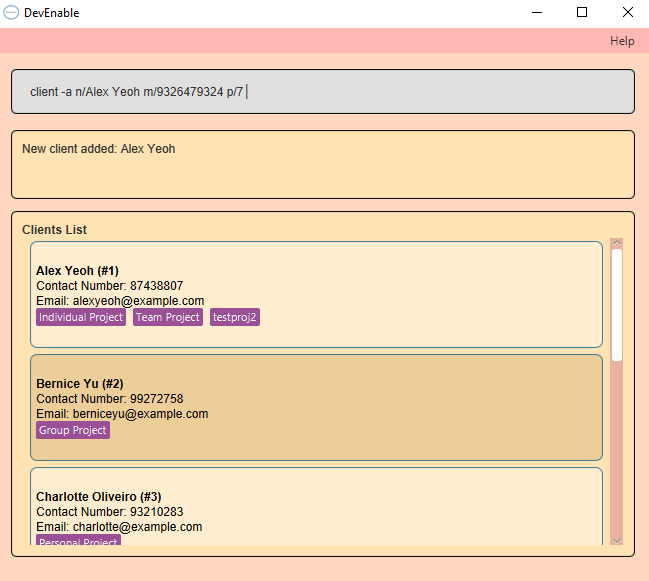 DevEnable
Help
client -a n/Alex Yeoh m/9326479324 p/7
New client added: Alex Yeoh
Clients List
Alex Yeoh (#1)
Contact Number: 87438807
Email: alexyeoh@example.com
Individual Project Team Project testproj2
Bernice Yu (#2)
Contact Number: 99272758
Email: berniceyu@example.com
Group Project
Charlotte Oliveiro (#3)
Contact Number: 93210283
Email: charlotte@example.com
Personal Project